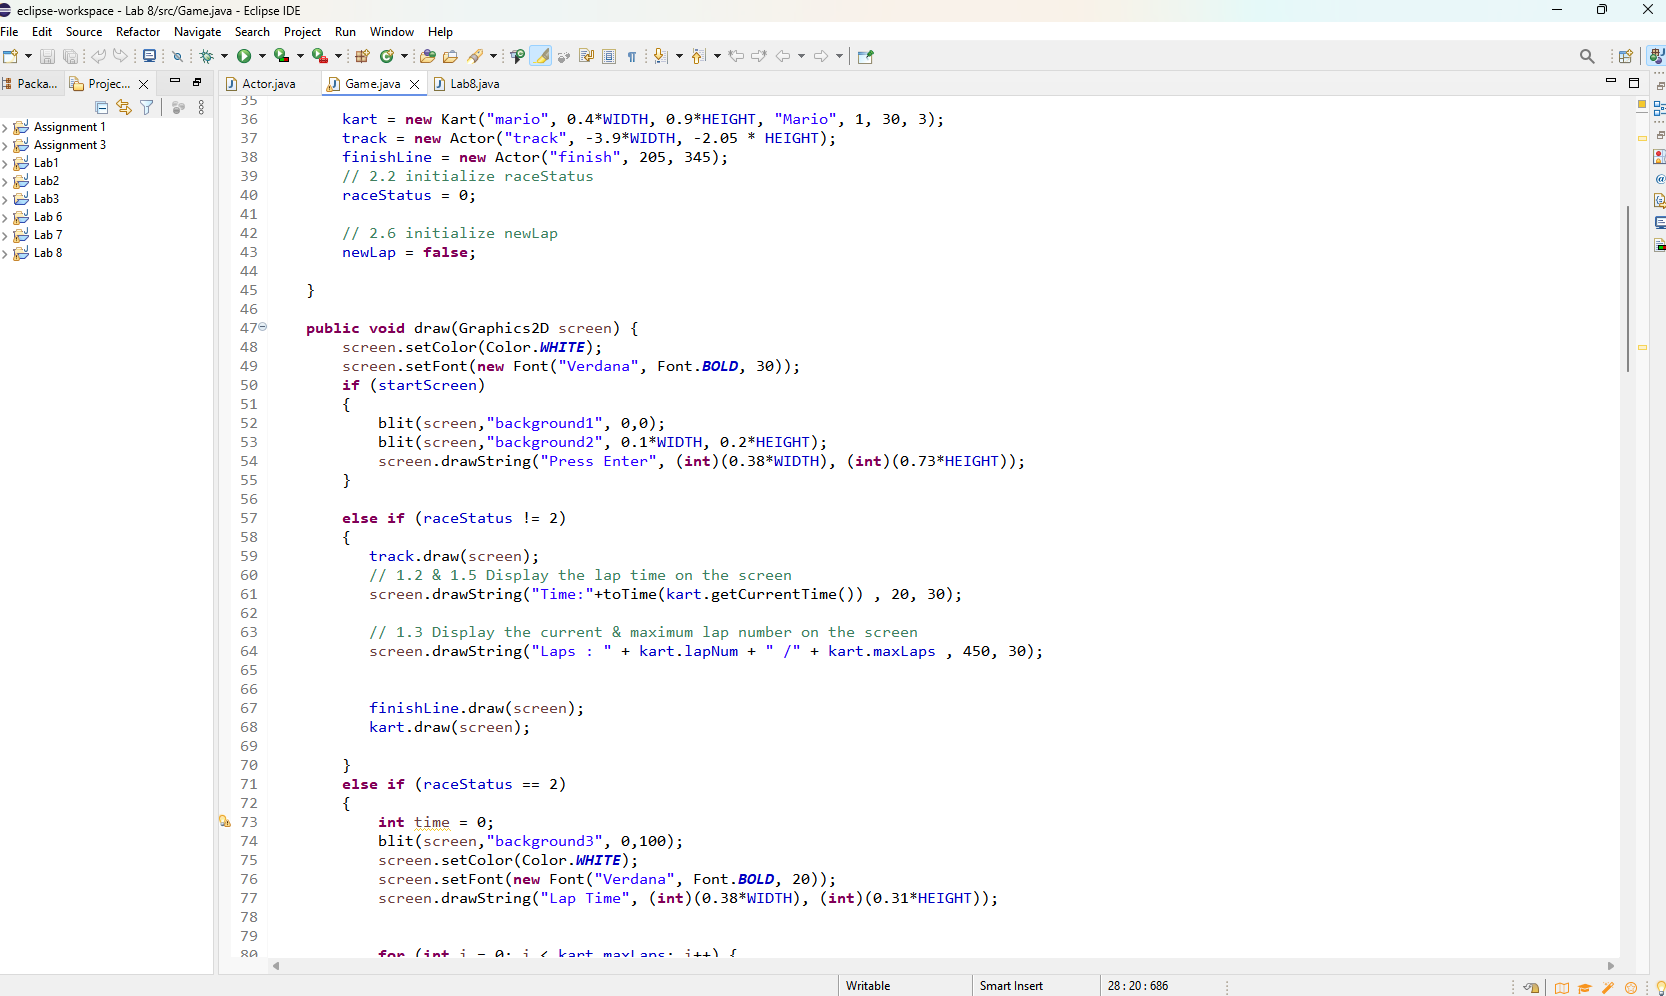 eclipse-workspace - Lab 8/src/Game.java - Eclipse IDE
File Edit Source Refactor Navigate Search Project Run Window Help
Packa... Projec... Actor.java Game.java Lab8.java
Assignment 1
Assignment 3
Lab1
Lab2
Lab3
Lab 6
Lab 7
Lab 8
35
36 kart = new Kart("mario", 0.4*WIDTH, 0.9*HEIGHT, "Mario", 1, 30, 3);
37 track = new Actor("track", -3.9*WIDTH, -2.05 * HEIGHT);
38 finishLine = new Actor("finish", 205, 345);
39 // 2.2 initialize raceStatus
40 raceStatus = 0;
41
42 // 2.6 initialize newLap
43 newLap = false;
44
45 }
46
47 public void draw(Graphics2D screen) {
48 screen.setColor(Color.WHITE);
49 screen.setFont(new Font("Verdana", Font.BOLD, 30));
50 if (startScreen)
51 {
52 blit(screen,"background1", 0,0);
53 blit(screen,"background2", 0.1*WIDTH, 0.2*HEIGHT);
54 screen.drawString("Press Enter", (int)(0.38*WIDTH), (int)(0.73*HEIGHT));
55 }
56
57 else if (raceStatus != 2)
58 {
59 track.draw(screen);
60 // 1.2 & 1.5 Display the lap time on the screen
61 screen.drawString("Time:"+toTime(kart.getCurrentTime()) , 20, 30);
62
63 // 1.3 Display the current & maximum lap number on the screen
64 screen.drawString("Laps : " + kart.lapNum + " /" + kart.maxLaps , 450, 30);
65
66
67 finishLine.draw(screen);
68 kart.draw(screen);
69
70 }
71 else if (raceStatus == 2)
72 {
73 int time = 0;
74 blit(screen,"background3", 0,100);
75 screen.setColor(Color.WHITE);
76 screen.setFont(new Font("Verdana", Font.BOLD, 20));
77 screen.drawString("Lap Time", (int)(0.38*WIDTH), (int)(0.31*HEIGHT));
78
79
80 for (int i = 0; i < kart.maxLaps; i++) {
Writable Smart Insert 28 : 20 : 686